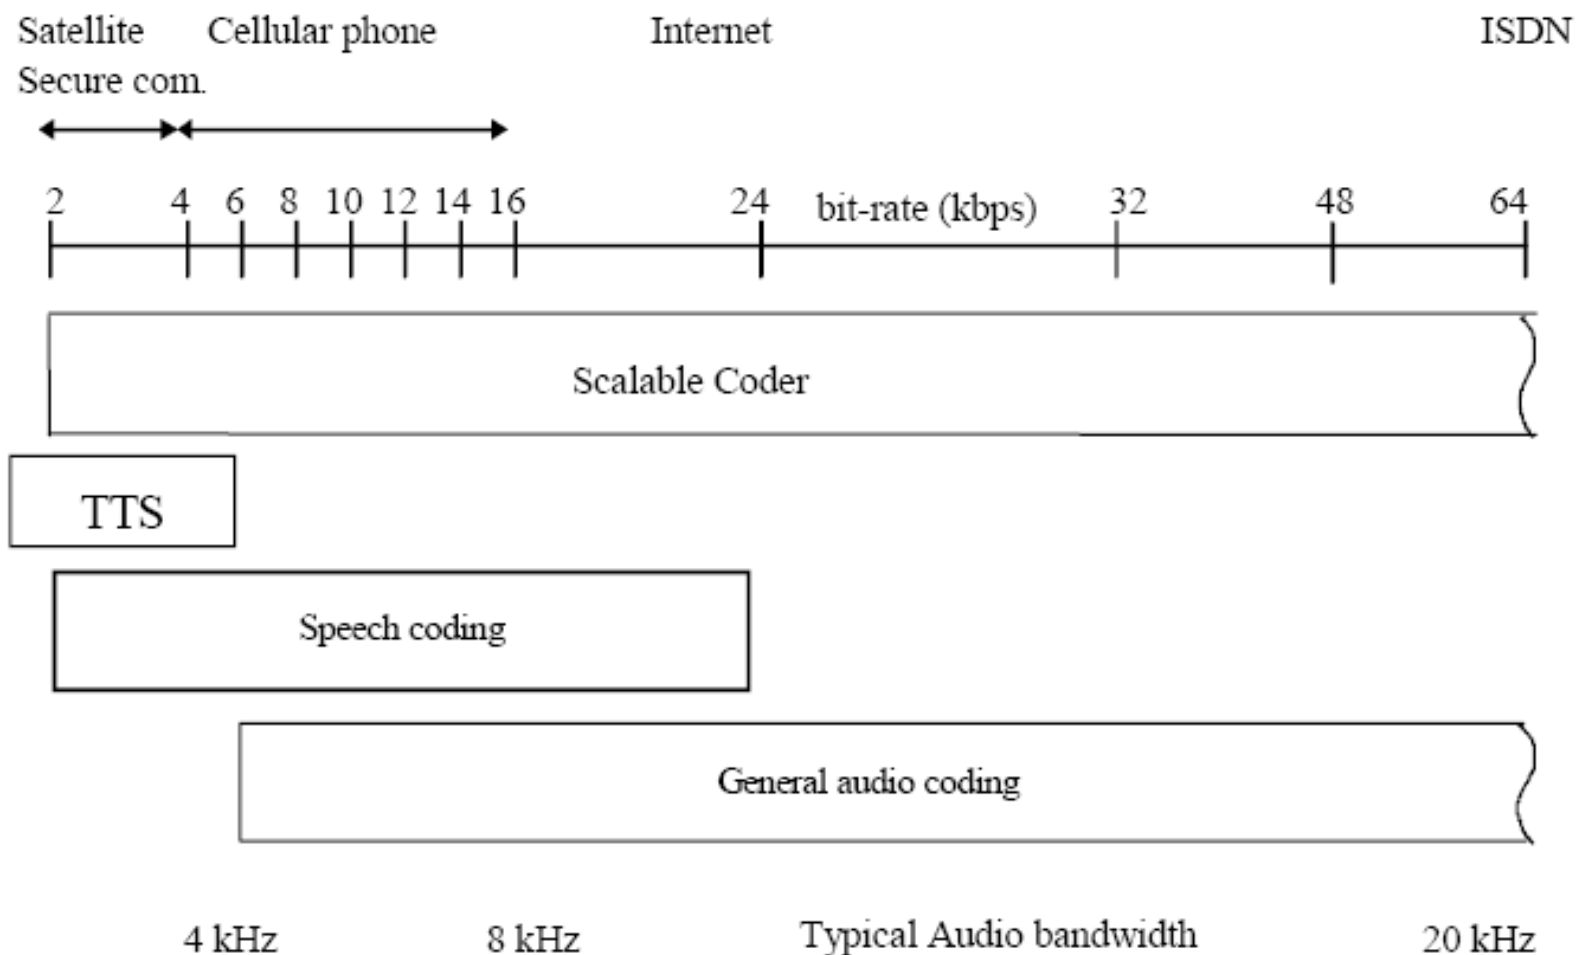 Satellite Cellular phone Internet ISDN
Secure com.
2 4 6 8 10 12 14 16 24 bit-rate (kbps) 32 48 64
Scalable Coder
TTS
Speech coding
General audio coding
4 kHz 8 kHz Typical Audio bandwidth 20 kHz